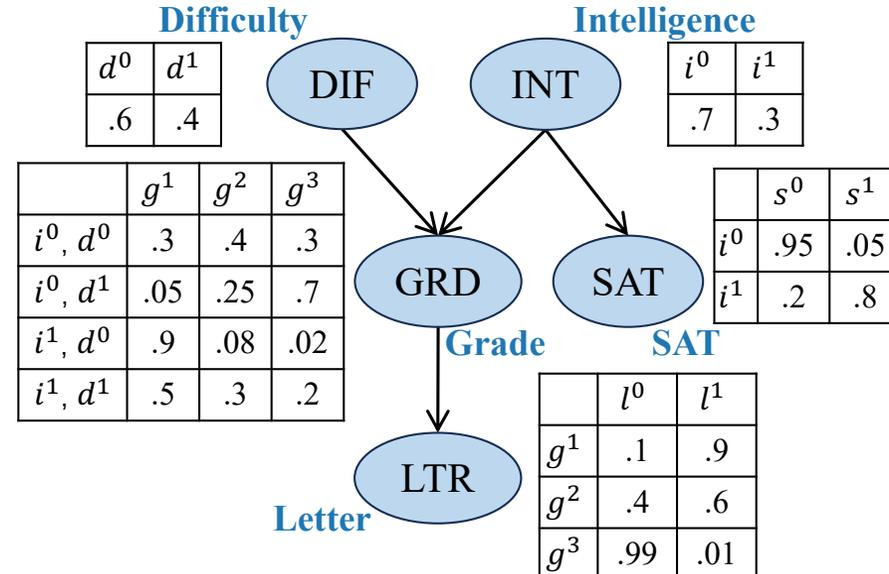 Difficulty
Intelligence
d⁰ d¹
.6 .4
DIF
INT
i⁰ i¹
.7 .3
g¹ g² g³
i⁰, d⁰ .3 .4 .3
i⁰, d¹ .05 .25 .7
i¹, d⁰ .9 .08 .02
i¹, d¹ .5 .3 .2
GRD
Grade
SAT
SAT
s⁰ s¹
i⁰ .95 .05
i¹ .2 .8
LTR
Letter
l⁰ l¹
g¹ .1 .9
g² .4 .6
g³ .99 .01